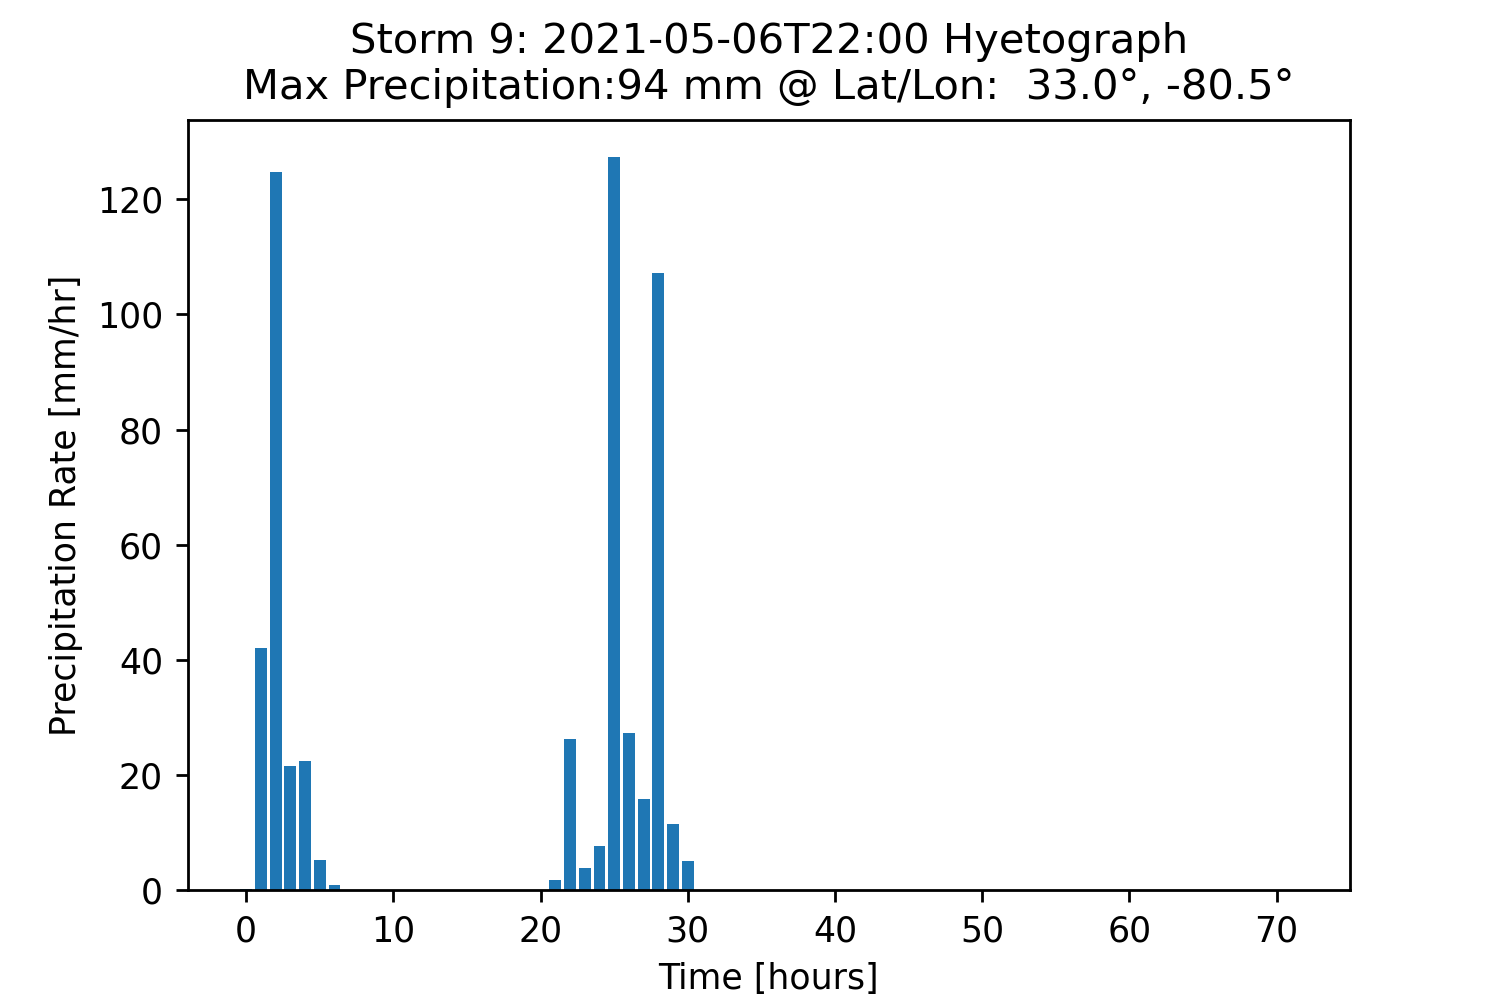 Storm 9: 2021-05-06T22:00 Hyetograph
Max Precipitation:94 mm @ Lat/Lon:  33.0°, -80.5°
Precipitation Rate [mm/hr]
120
100
80
60
40
20
0
0 10 20 30 40 50 60 70
Time [hours]